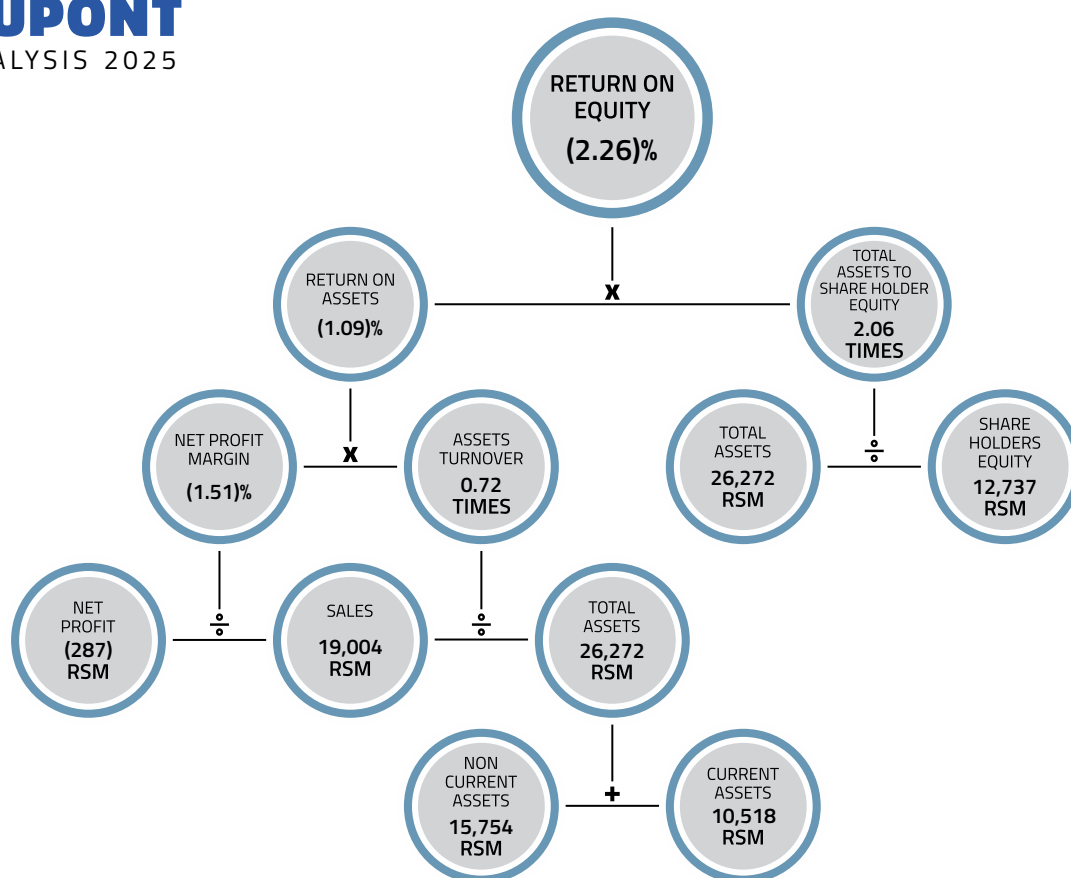 UPONT
ALYSIS 2025
RETURN ON
EQUITY
(2.26)%
x
RETURN ON
ASSETS
(1.09)%
TOTAL
ASSETS TO
SHARE HOLDER
EQUITY
2.06
TIMES
x
÷
NET PROFIT
MARGIN
(1.51)%
ASSETS
TURNOVER
0.72
TIMES
TOTAL
ASSETS
26,272
RSM
SHARE
HOLDERS
EQUITY
12,737
RSM
÷
÷
NET
PROFIT
(287)
RSM
SALES
19,004
RSM
TOTAL
ASSETS
26,272
RSM
+
NON
CURRENT
ASSETS
15,754
RSM
CURRENT
ASSETS
10,518
RSM